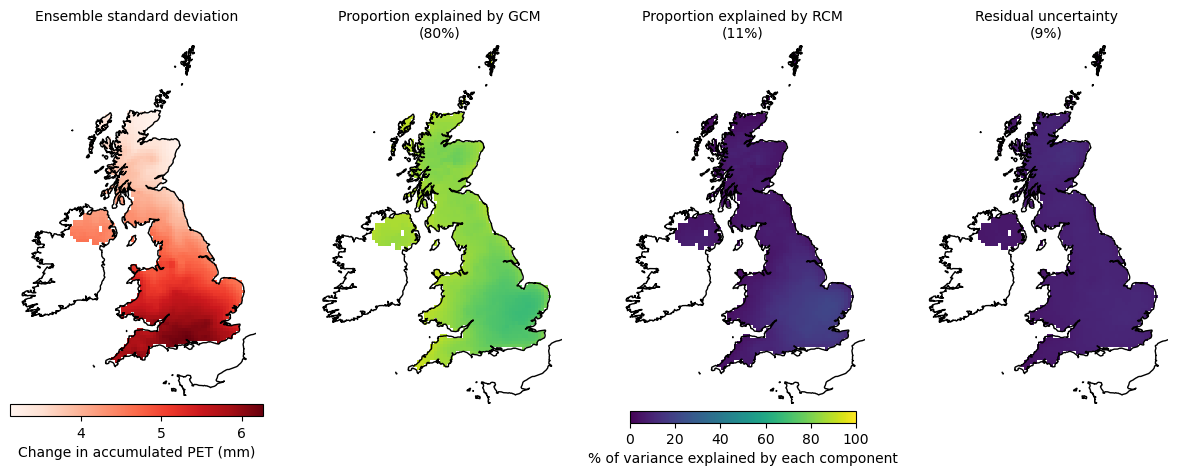 Ensemble standard deviation
Proportion explained by GCM
(80%)
Proportion explained by RCM
(11%)
Residual uncertainty
(9%)
4 5 6
Change in accumulated PET (mm)
0 20 40 60 80 100
% of variance explained by each component